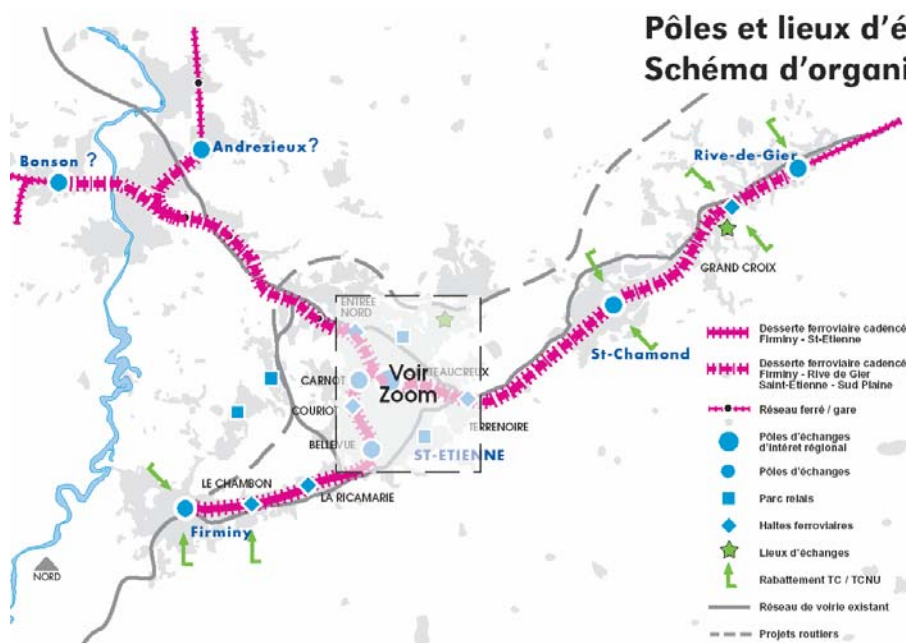 Pôles et lieux d'é
Schéma d'organi
Andrezieux ?
Bonson ?
Rive-de-Gier
GRAND CROIX
St-Chamond
ENTRÉE
NORD
Voir
Zoom
CARNOT
TEAUCREUX
COURIOT
TERRENOIRE
BELLEVUE
ST-ETIENNE
LE CHAMBON
LA RICAMARIE
Firminy
NORD
Desserte ferroviaire cadencé
Firminy - St-Etienne
Desserte ferroviaire cadencé
Firminy - Rive de Gier
Saint-Etienne - Sud Plaine
Réseau ferré / gare
Pôles d'échanges
d'intéret régional
Pôles d'échanges
Parc relais
Haltes ferroviaires
Lieux d'échanges
Rabattement TC / TCNU
Réseau de voirie existant
Projets routiers